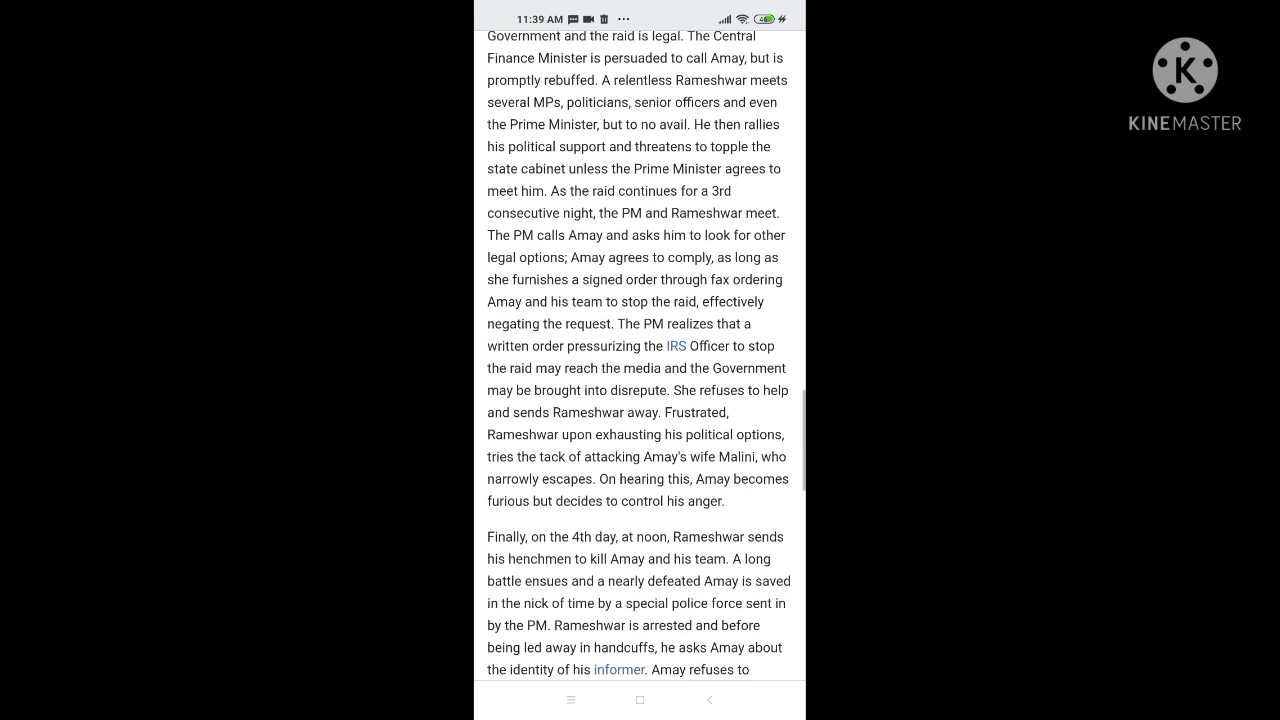 11:39 AM
46
Government and the raid is legal. The Central
Finance Minister is persuaded to call Amay, but is
promptly rebuffed. A relentless Rameshwar meets
several MPs, politicians, senior officers and even
the Prime Minister, but to no avail. He then rallies
his political support and threatens to topple the
state cabinet unless the Prime Minister agrees to
meet him. As the raid continues for a 3rd
consecutive night, the PM and Rameshwar meet.
The PM calls Amay and asks him to look for other
legal options; Amay agrees to comply, as long as
she furnishes a signed order through fax ordering
Amay and his team to stop the raid, effectively
negating the request. The PM realizes that a
written order pressurizing the IRS Officer to stop
the raid may reach the media and the Government
may be brought into disrepute. She refuses to help
and sends Rameshwar away. Frustrated,
Rameshwar upon exhausting his political options,
tries the tack of attacking Amay's wife Malini, who
narrowly escapes. On hearing this, Amay becomes
furious but decides to control his anger.
Finally, on the 4th day, at noon, Rameshwar sends
his henchmen to kill Amay and his team. A long
battle ensues and a nearly defeated Amay is saved
in the nick of time by a special police force sent in
by the PM. Rameshwar is arrested and before
being led away in handcuffs, he asks Amay about
the identity of his informer. Amay refuses to
K
KINEMASTER